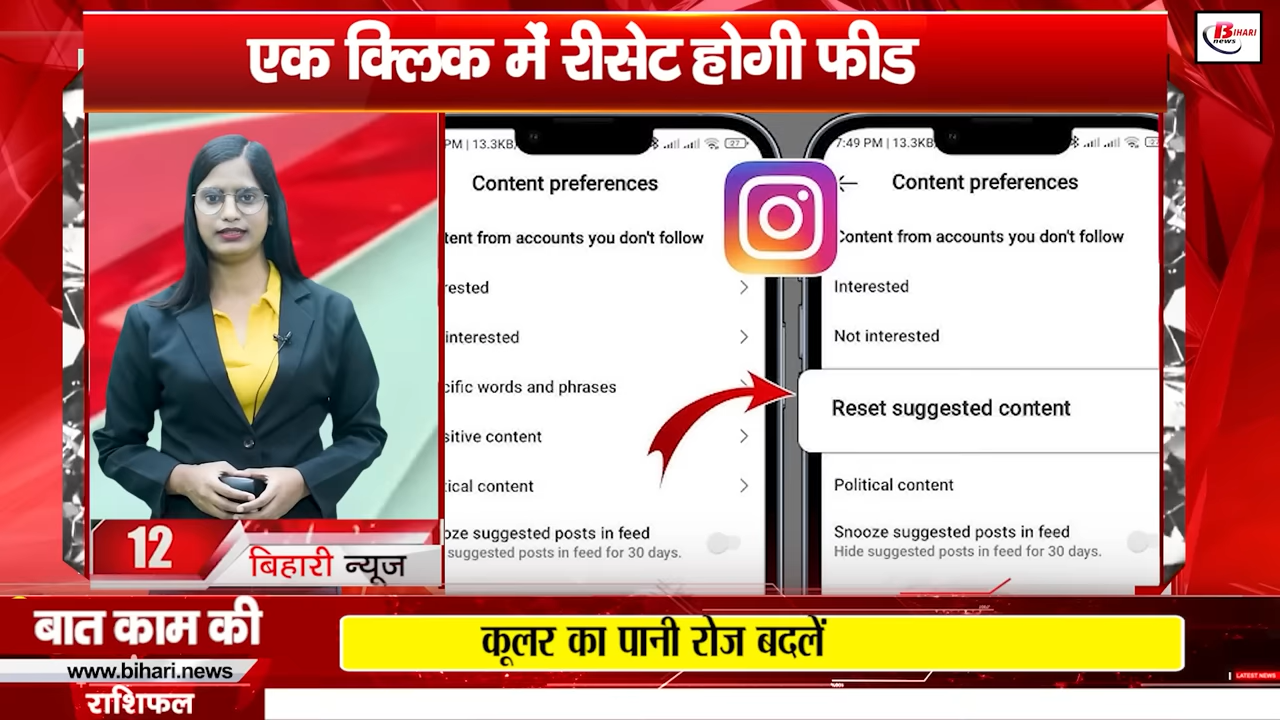 एक क्लिक में रीसेट होगी फीड
BIHARI
news
PM | 13.3KB
27
Content preferences
tent from accounts you don't follow
rested
interested
cific words and phrases
sitive content
tical content
oze suggested posts in feed
suggested posts in feed for 30 days.
7:49 PM | 13.3KB
Content preferences
Content from accounts you don't follow
Interested
Not interested
Reset suggested content
Political content
Snooze suggested posts in feed
Hide suggested posts in feed for 30 days.
12
बिहारी न्यूज
बात काम की
www.bihari.news
राशिफल
कूलर का पानी रोज बदलें
LATEST NEWS